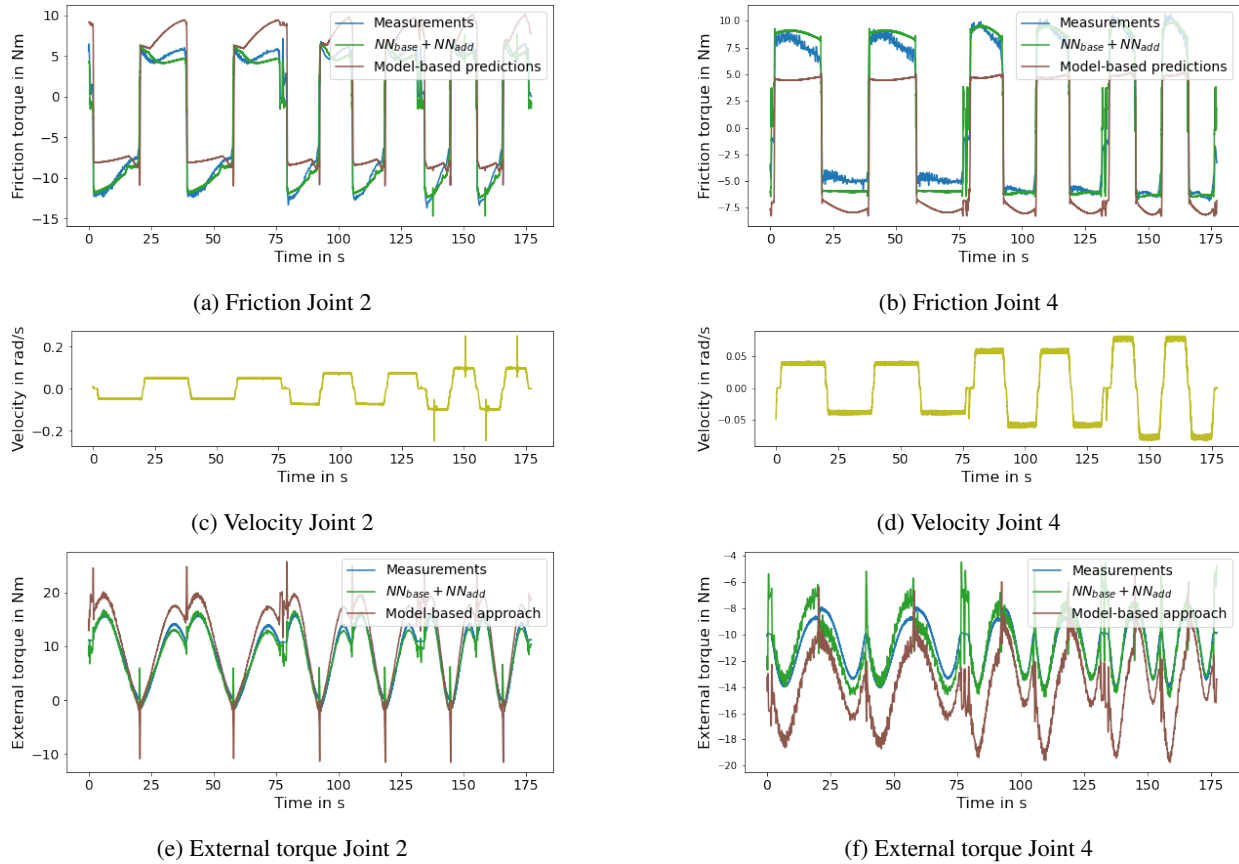 10
5
0
−5
−10
−15
Friction torque in Nm
Measurements
NN_base + NN_add
Model-based predictions
0 25 50 75 100 125 150 175
Time in s
(a) Friction Joint 2
10.0
7.5
5.0
2.5
0.0
−2.5
−5.0
−7.5
Friction torque in Nm
Measurements
NN_base + NN_add
Model-based predictions
0 25 50 75 100 125 150 175
Time in s
(b) Friction Joint 4
0.2
0.0
−0.2
Velocity in rad/s
0 25 50 75 100 125 150 175
Time in s
(c) Velocity Joint 2
0.05
0.00
−0.05
Velocity in rad/s
0 25 50 75 100 125 150 175
Time in s
(d) Velocity Joint 4
20
10
0
−10
External torque in Nm
Measurements
NN_base + NN_add
Model-based approach
0 25 50 75 100 125 150 175
Time in s
(e) External torque Joint 2
−4
−6
−8
−10
−12
−14
−16
−18
−20
External torque in Nm
Measurements
NN_base + NN_add
Model-based approach
0 25 50 75 100 125 150 175
Time in s
(f) External torque Joint 4